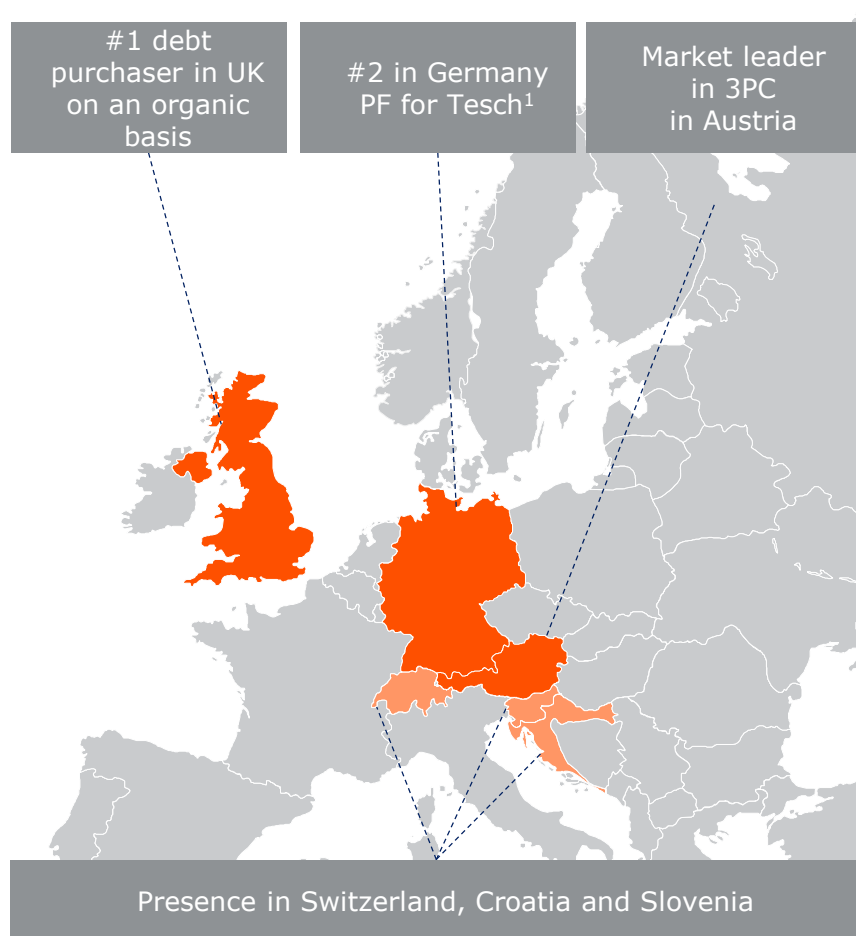 #1 debt
purchaser in UK
on an organic
basis
#2 in Germany
PF for Tesch¹
Market leader
in 3PC
in Austria
Presence in Switzerland, Croatia and Slovenia